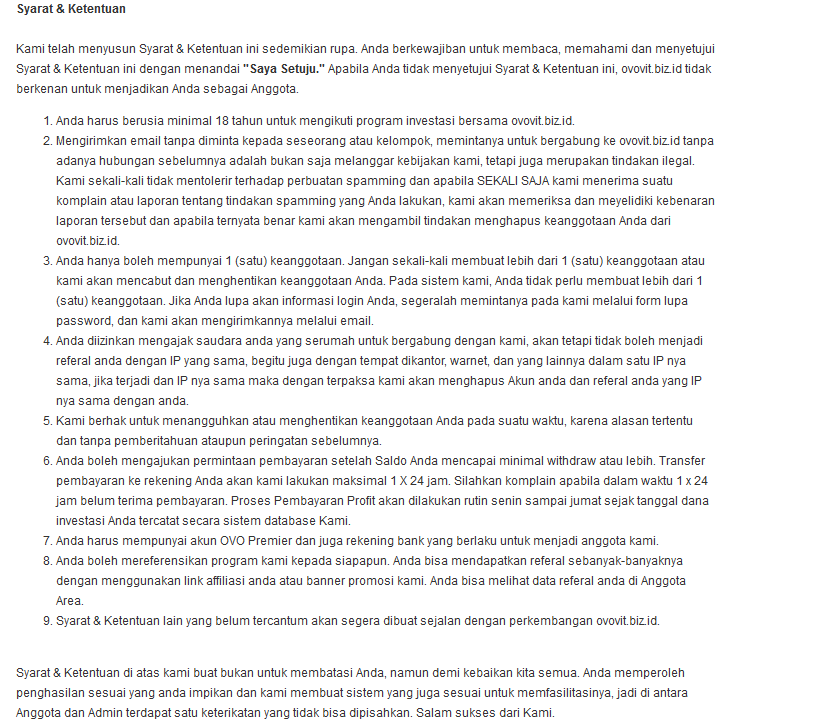 Syarat & Ketentuan
Kami telah menyusun Syarat & Ketentuan ini sedemikian rupa. Anda berkewajiban untuk membaca, memahami dan menyetujui
Syarat & Ketentuan ini dengan menandai "Saya Setuju." Apabila Anda tidak menyetujui Syarat & Ketentuan ini, ovovit.biz.id tidak
berkenan untuk menjadikan Anda sebagai Anggota.
1. Anda harus berusia minimal 18 tahun untuk mengikuti program investasi bersama ovovit.biz.id.
2. Mengirimkan email tanpa diminta kepada seseorang atau kelompok, memintanya untuk bergabung ke ovovit.biz.id tanpa
adanya hubungan sebelumnya adalah bukan saja melanggar kebijakan kami, tetapi juga merupakan tindakan ilegal.
Kami sekali-kali tidak mentolerir terhadap perbuatan spamming dan apabila SEKALI SAJA kami menerima suatu
komplain atau laporan tentang tindakan spamming yang Anda lakukan, kami akan memeriksa dan meyelidiki kebenaran
laporan tersebut dan apabila ternyata benar kami akan mengambil tindakan menghapus keanggotaan Anda dari
ovovit.biz.id.
3. Anda hanya boleh mempunyai 1 (satu) keanggotaan. Jangan sekali-kali membuat lebih dari 1 (satu) keanggotaan atau
kami akan mencabut dan menghentikan keanggotaan Anda. Pada sistem kami, Anda tidak perlu membuat lebih dari 1
(satu) keanggotaan. Jika Anda lupa akan informasi login Anda, segeralah memintanya pada kami melalui form lupa
password, dan kami akan mengirimkannya melalui email.
4. Anda diizinkan mengajak saudara anda yang serumah untuk bergabung dengan kami, akan tetapi tidak boleh menjadi
referal anda dengan IP yang sama, begitu juga dengan tempat dikantor, warnet, dan yang lainnya dalam satu IP nya
sama, jika terjadi dan IP nya sama maka dengan terpaksa kami akan menghapus Akun anda dan referal anda yang IP
nya sama dengan anda.
5. Kami berhak untuk menangguhkan atau menghentikan keanggotaan Anda pada suatu waktu, karena alasan tertentu
dan tanpa pemberitahuan ataupun peringatan sebelumnya.
6. Anda boleh mengajukan permintaan pembayaran setelah Saldo Anda mencapai minimal withdraw atau lebih. Transfer
pembayaran ke rekening Anda akan kami lakukan maksimal 1 X 24 jam. Silahkan komplain apabila dalam waktu 1 x 24
jam belum terima pembayaran. Proses Pembayaran Profit akan dilakukan rutin senin sampai jumat sejak tanggal dana
investasi Anda tercatat secara sistem database Kami.
7. Anda harus mempunyai akun OVO Premier dan juga rekening bank yang berlaku untuk menjadi anggota kami.
8. Anda boleh mereferensikan program kami kepada siapapun. Anda bisa mendapatkan referal sebanyak-banyaknya
dengan menggunakan link affiliasi anda atau banner promosi kami. Anda bisa melihat data referal anda di Anggota
Area.
9. Syarat & Ketentuan lain yang belum tercantum akan segera dibuat sejalan dengan perkembangan ovovit.biz.id.
Syarat & Ketentuan di atas kami buat bukan untuk membatasi Anda, namun demi kebaikan kita semua. Anda memperoleh
penghasilan sesuai yang anda impikan dan kami membuat sistem yang juga sesuai untuk memfasilitasinya, jadi di antara
Anggota dan Admin terdapat satu keterikatan yang tidak bisa dipisahkan. Salam sukses dari Kami.